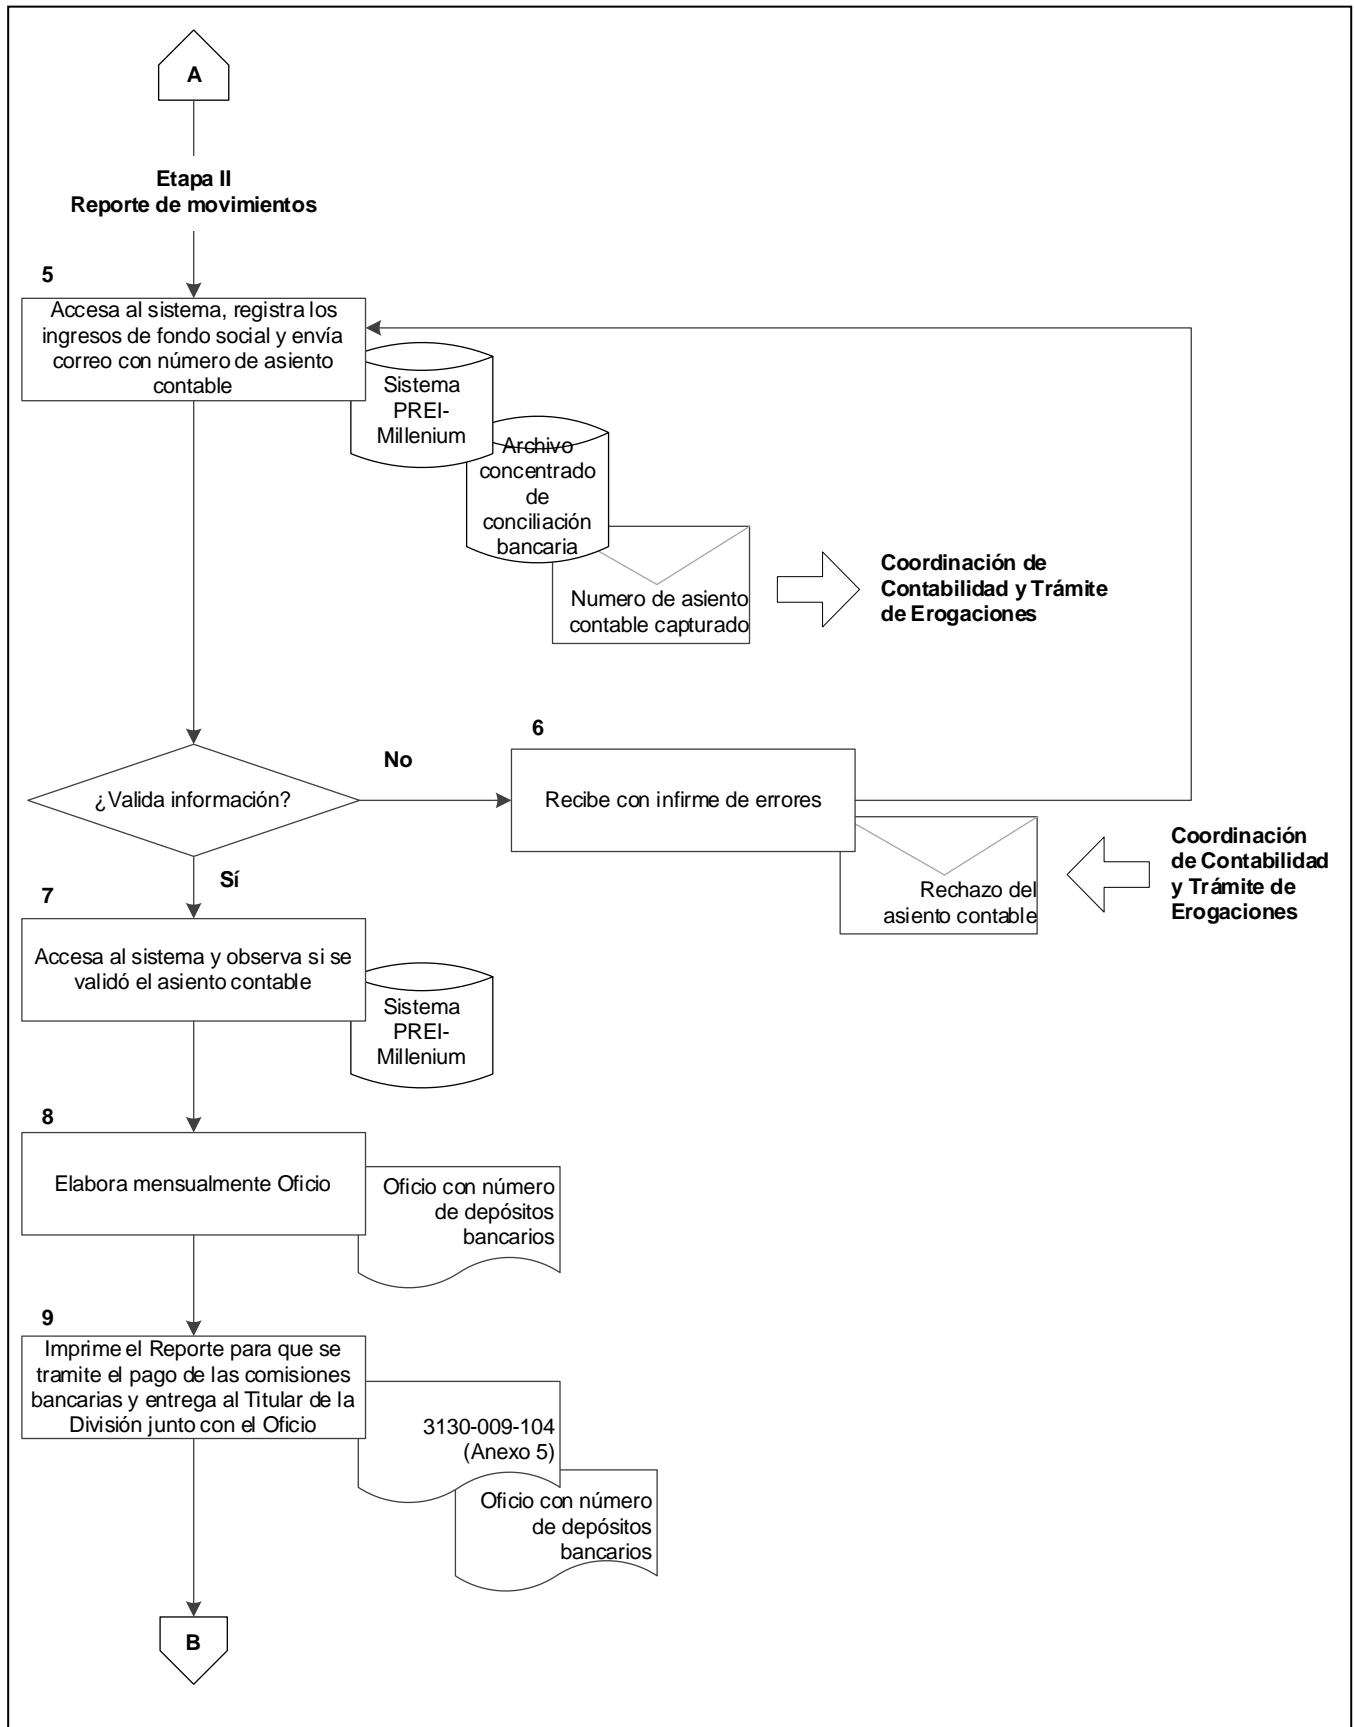 A
Etapa II
Reporte de movimientos
5
Accesa al sistema, registra los
ingresos de fondo social y envía
correo con número de asiento
contable
Sistema
PREI-
Millenium
Archivo
concentrado
de
conciliación
bancaria
Numero de asiento
contable capturado
Coordinación de
Contabilidad y Trámite
de Erogaciones
¿Valida información?
No
6
Recibe con infirme de errores
Rechazo del
asiento contable
Coordinación
de Contabilidad
y Trámite de
Erogaciones
Sí
7
Accesa al sistema y observa si se
validó el asiento contable
Sistema
PREI-
Millenium
8
Elabora mensualmente Oficio
Oficio con número
de depósitos
bancarios
9
Imprime el Reporte para que se
tramite el pago de las comisiones
bancarias y entrega al Titular de la
División junto con el Oficio
3130-009-104
(Anexo 5)
Oficio con número
de depósitos
bancarios
B